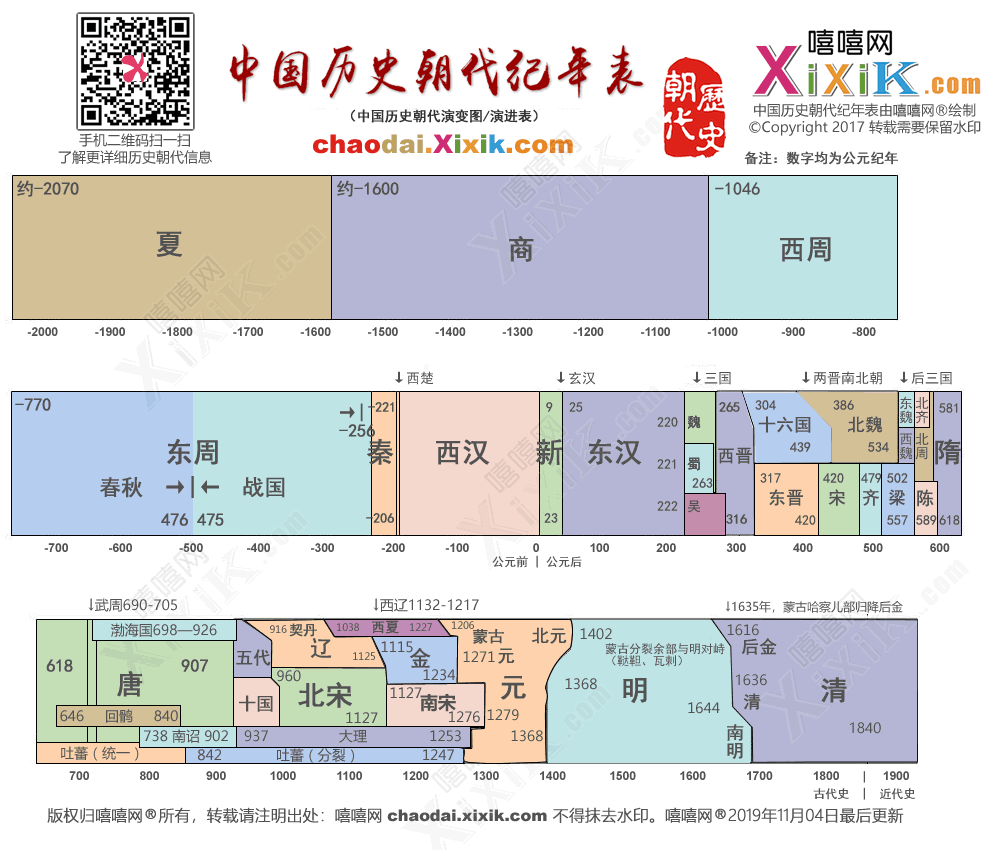 中国历史朝代纪年表
(中国历史朝代演变图/演进表)
chaodai.Xixik.com
手机二维码扫一扫
了解更详细历史朝代信息
朝代
歷史
嘻嘻网
XiXiK.com
中国历史朝代纪年表由嘻嘻网®绘制
©Copyright 2017 转载需要保留水印
备注：数字均为公元纪年
约-2070 约-1600 -1046
夏 商 西周
-2000 -1900 -1800 -1700 -1600 -1500 -1400 -1300 -1200 -1100 -1000 -900 -800
↓西楚 ↓玄汉 ↓三国 ↓两晋南北朝 ↓后三国
-770 →| -256 -221 9 25 265 304 386 581
东周 秦 西汉 新 东汉 西晋 十六国 北魏 东魏 北齐 隋
220 魏 439 534 西魏 北周
春秋 →|← 战国 221 蜀 263 317 420 479 502
东晋 宋 齐 梁 陈
476 475 -206 23 222 吴 316 420 557 589 618
-700 -600 -500 -400 -300 -200 -100 0 100 200 300 400 500 600
公元前 | 公元后
↓武周690-705 ↓西辽1132-1217 ↓1635年，蒙古哈察儿部归降后金
渤海国698—926 916 契丹 1038 西夏 1227 1206 北元 1402 1616
618 907 五代 辽 1125 1115 金 1234 蒙古 1271 元 蒙古分裂余部与明对峙 后金
(鞑靼、瓦剌)
唐 960 北宋 1127 南宋 元 1368 明 1636 清 清
646 回鹘 840 十国 1127 1276 1279 1644
738 南诏 902 937 大理 1253 1368 南明 1840
吐蕃（统一） 842 吐蕃（分裂） 1247
700 800 900 1000 1100 1200 1300 1400 1500 1600 1700 1800 1900
古代史 | 近代史
版权归嘻嘻网®所有，转载请注明出处：嘻嘻网 chaodai.xixik.com 不得抹去水印。嘻嘻网®2019年11月04日最后更新